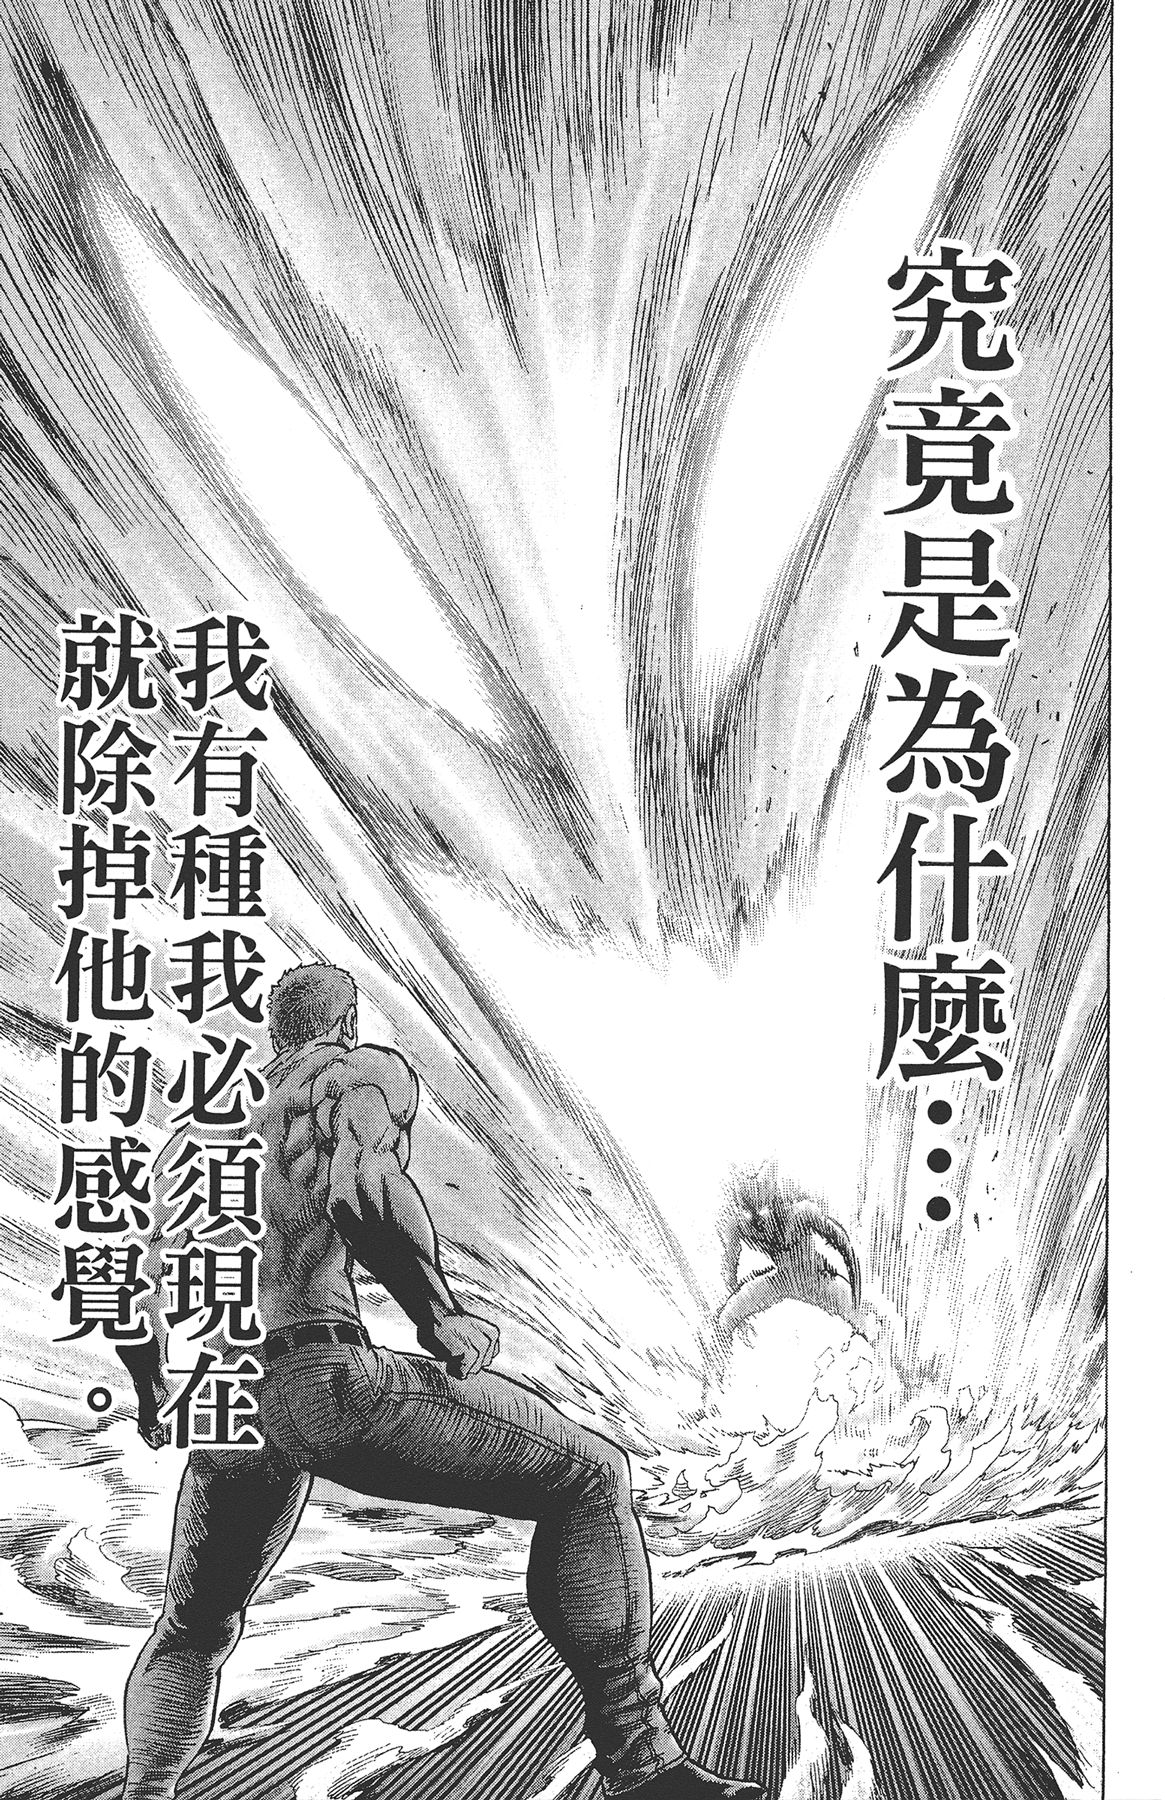 究竟是為什麼…
我有種我必須現在
就除掉他的感覺。